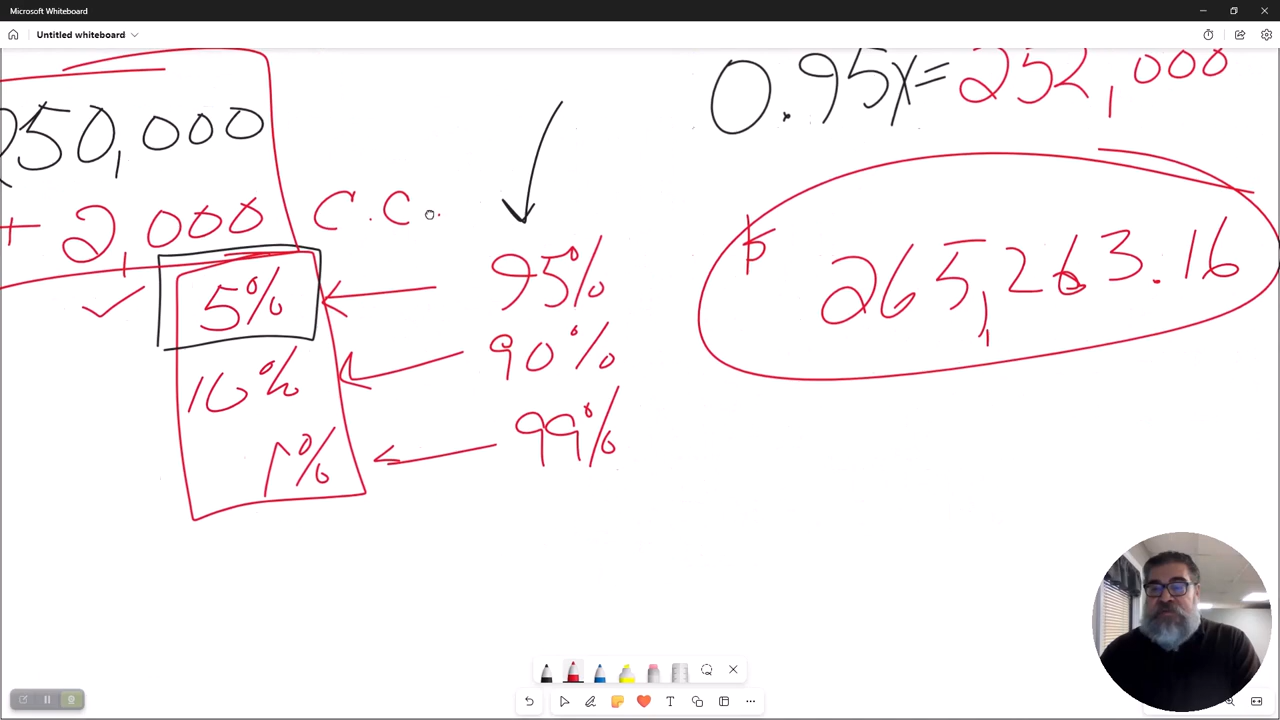 Microsoft Whiteboard
Untitled whiteboard
250,000
+ 2,000 C.C.
5%
10%
1%
95%
90%
99%
0.95x=252,000
$ 265,263.16